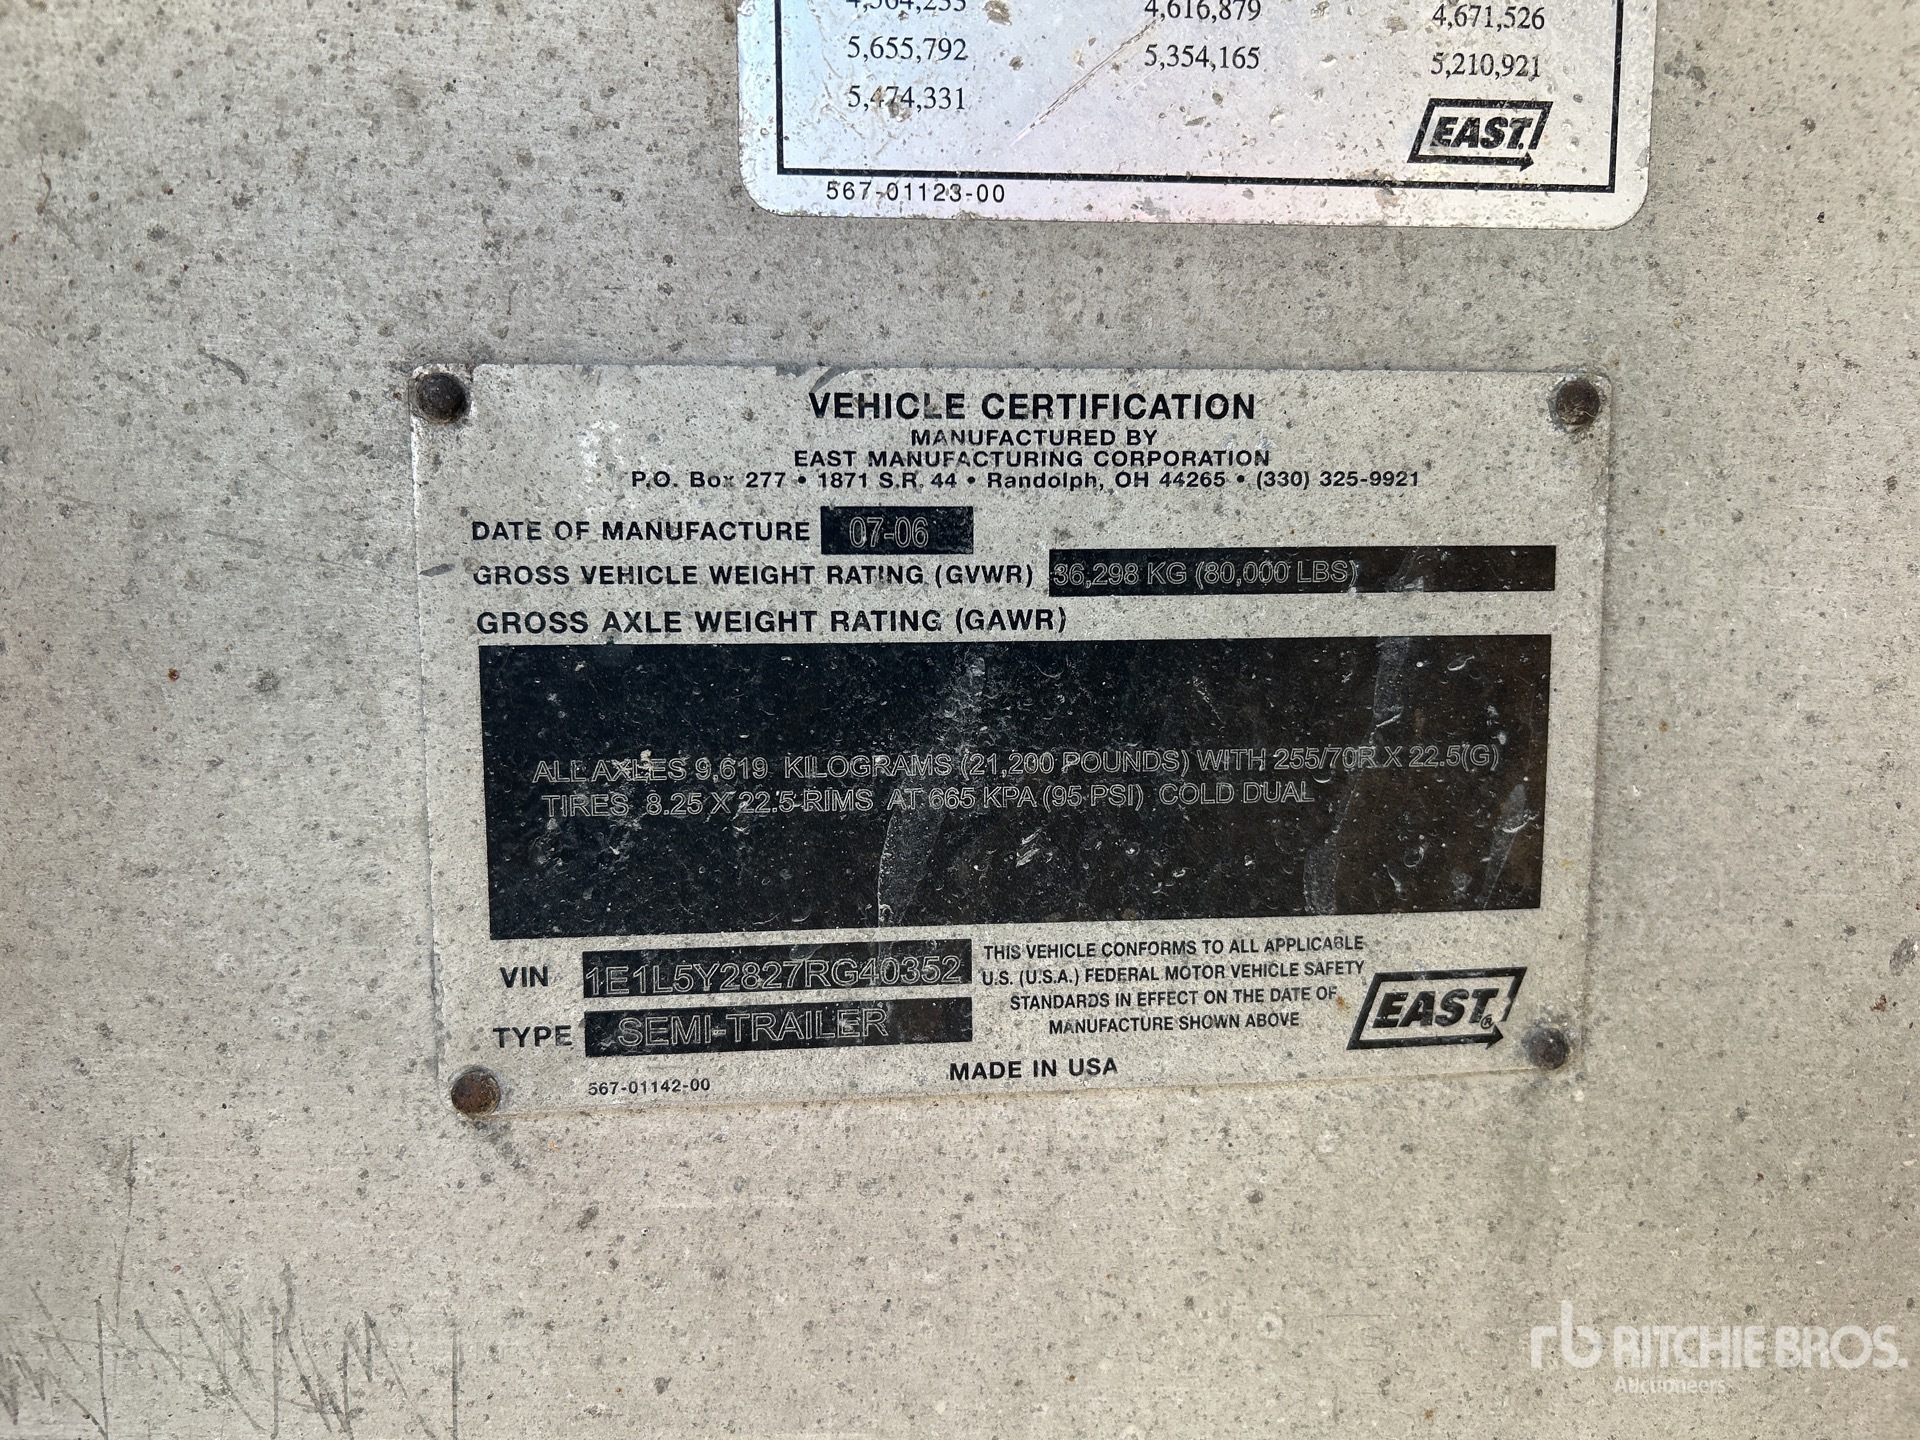 4,564,233 4,616,879 4,671,526
5,655,792 5,354,165 5,210,921
5,474,331
EAST.
567-01123-00
VEHICLE CERTIFICATION
MANUFACTURED BY
EAST MANUFACTURING CORPORATION
P.O. Box 277 • 1871 S.R. 44 • Randolph, OH 44265 • (330) 325-9921
DATE OF MANUFACTURE 07-06
GROSS VEHICLE WEIGHT RATING (GVWR) 36,298 KG (80,000 LBS)
GROSS AXLE WEIGHT RATING (GAWR)
ALL AXLES 9,619 KILOGRAMS (21,200 POUNDS) WITH 255/70R X 22.5(G)
TIRES 8.25 X 22.5 RIMS AT 665 KPA (95 PSI) COLD DUAL
VIN 1E1L5Y2827RG40352
TYPE SEMI-TRAILER
THIS VEHICLE CONFORMS TO ALL APPLICABLE
U.S. (U.S.A.) FEDERAL MOTOR VEHICLE SAFETY
STANDARDS IN EFFECT ON THE DATE OF
MANUFACTURE SHOWN ABOVE
EAST.®
567-01142-00
MADE IN USA
rb RITCHIE BROS.
Auctioneers